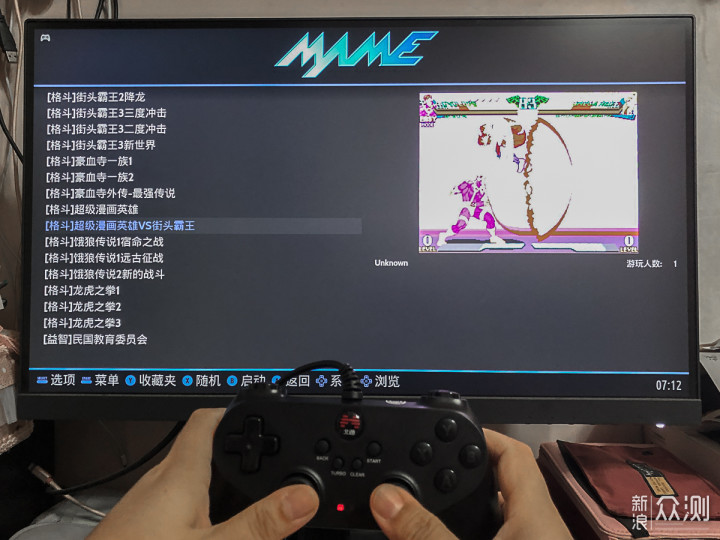 MAME
[格斗]街头霸王2降龙
[格斗]街头霸王3三度冲击
[格斗]街头霸王3二度冲击
[格斗]街头霸王3新世界
[格斗]豪血寺一族1
[格斗]豪血寺一族2
[格斗]豪血寺外传-最强传说
[格斗]超级漫画英雄
[格斗]超级漫画英雄VS街头霸王
[格斗]饿狼传说1宿命之战
[格斗]饿狼传说1远古征战
[格斗]饿狼传说2新的战斗
[格斗]龙虎之拳1
[格斗]龙虎之拳2
[格斗]龙虎之拳3
[益智]民国教育委员会
83
EASY
MODE
0
LEVEL
0
LEVEL
Unknown
游玩人数: 1
选项 菜单 Y 收藏夹 X 随机 B 启动 返回 系 浏览
07:12
BACK
START
TURBO CLEAR
新浪众测